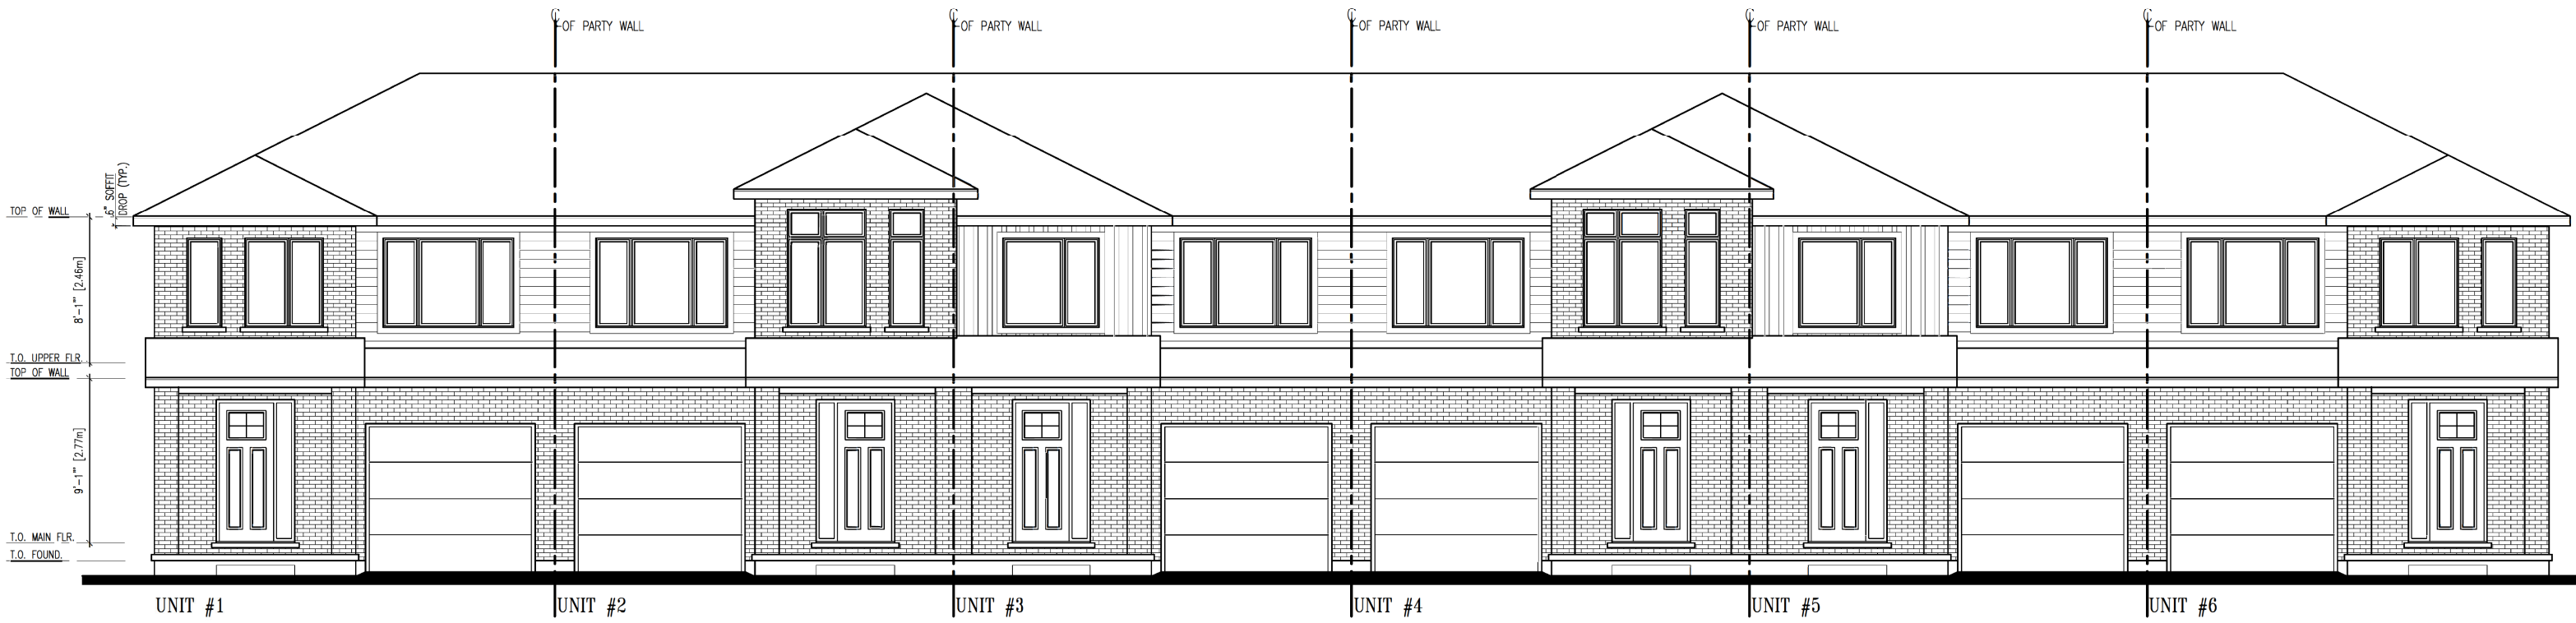 ℄ OF PARTY WALL
℄ OF PARTY WALL
℄ OF PARTY WALL
℄ OF PARTY WALL
℄ OF PARTY WALL
6" SOFFIT
DROP (TYP.)
TOP OF WALL
8'-1" [2.46m]
T.O. UPPER FLR.
TOP OF WALL
9'-1" [2.77m]
T.O. MAIN FLR.
T.O. FOUND.
UNIT #1
UNIT #2
UNIT #3
UNIT #4
UNIT #5
UNIT #6